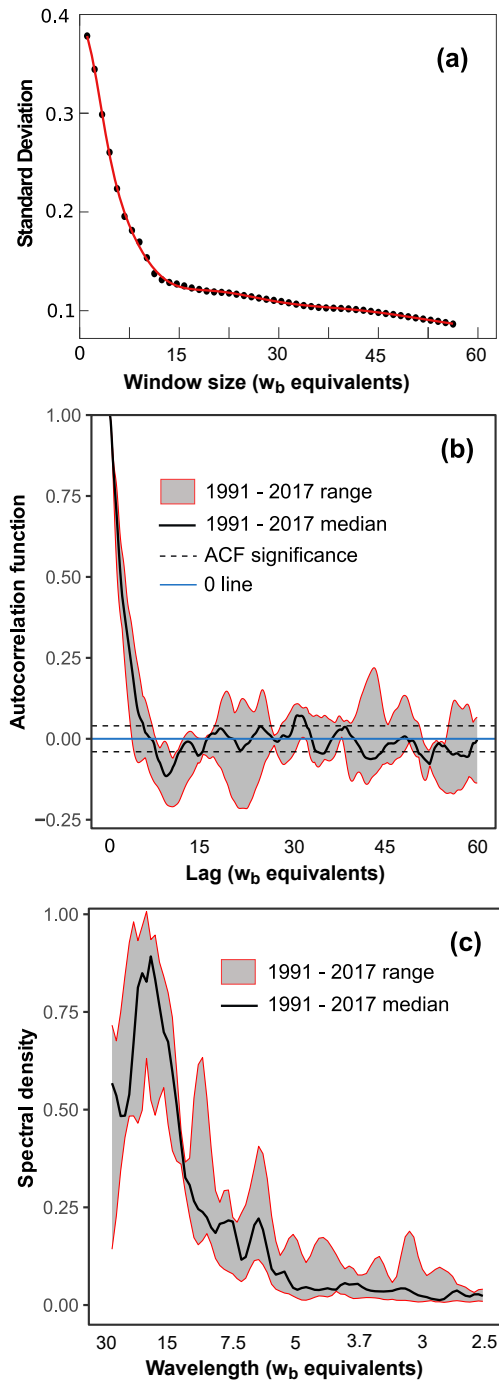 (a)
Standard Deviation
0.4
0.3
0.2
0.1
0 15 30 45 60
Window size (wb equivalents)
(b)
Autocorrelation function
1.00
0.75
0.50
0.25
0.00
−0.25
1991 - 2017 range
1991 - 2017 median
ACF significance
0 line
0 15 30 45 60
Lag (wb equivalents)
(c)
Spectral density
1.00
0.75
0.50
0.25
0.00
1991 - 2017 range
1991 - 2017 median
30 15 7.5 5 3.7 3 2.5
Wavelength (wb equivalents)